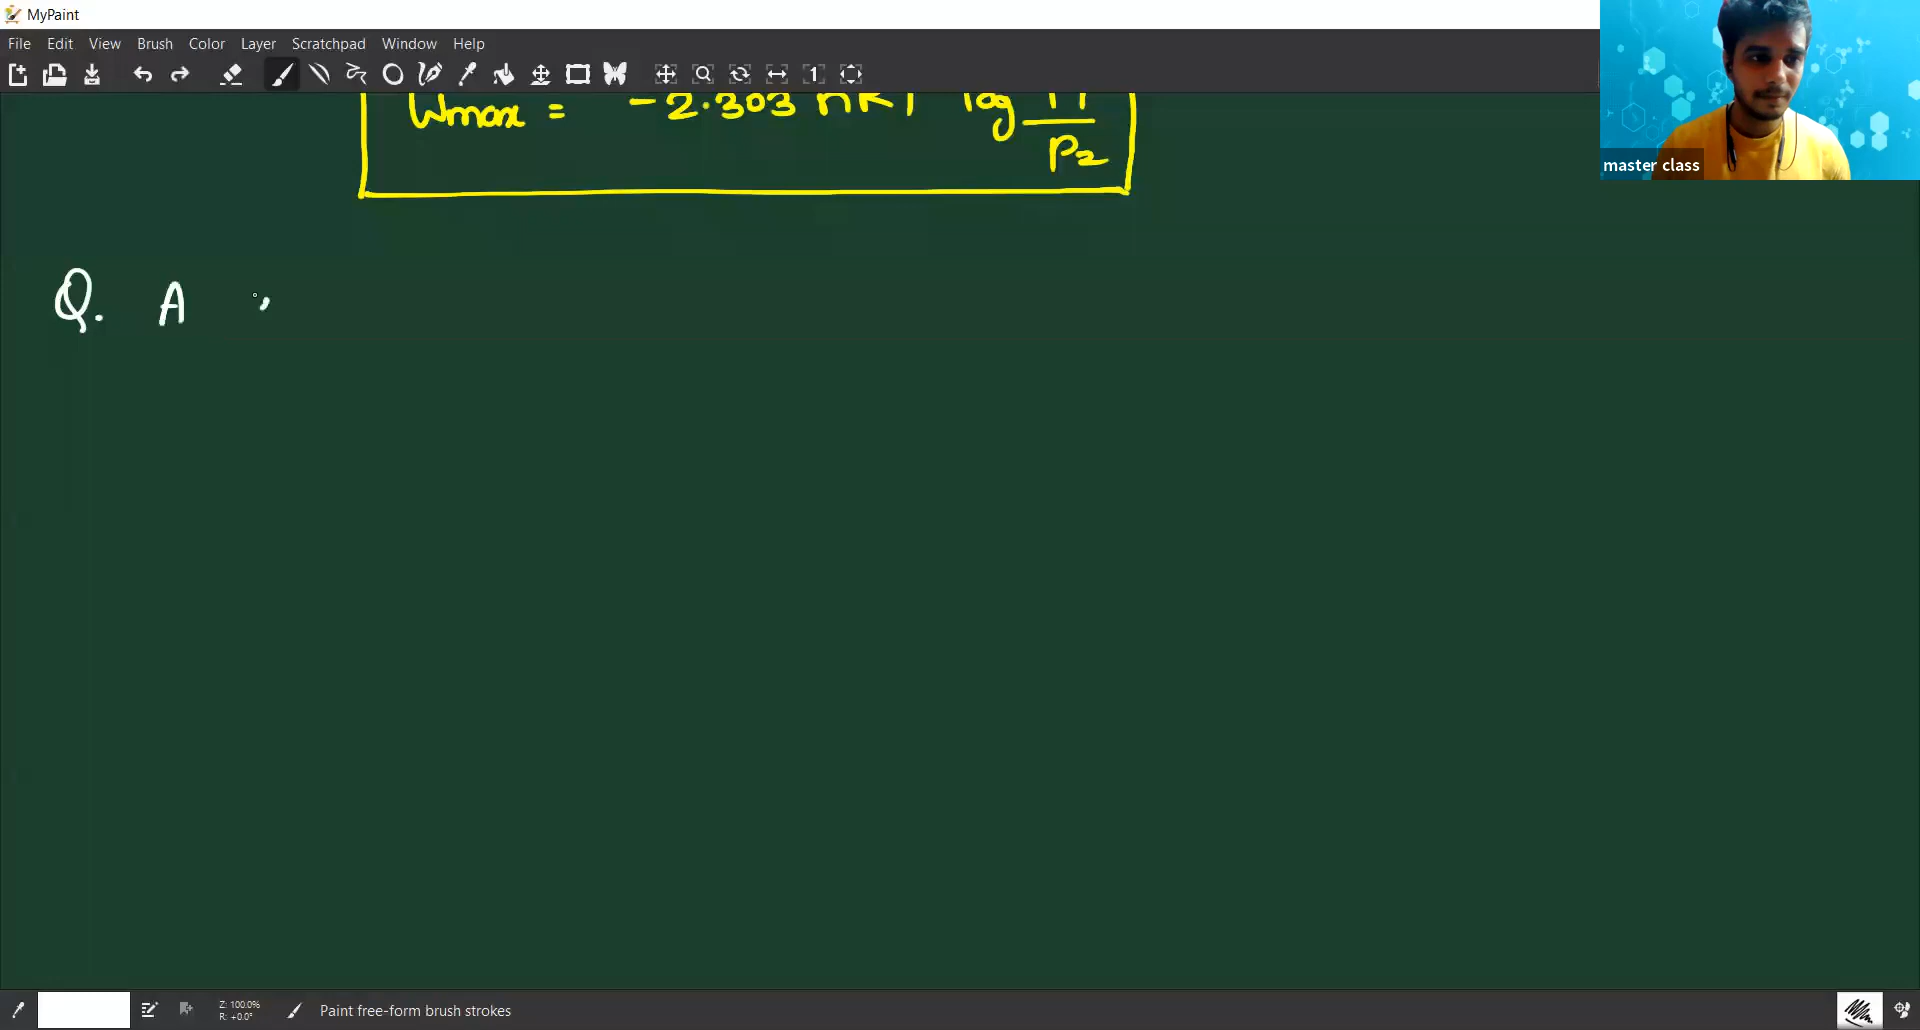 MyPaint
File Edit View Brush Color Layer Scratchpad Window Help
master class
Wmax = -2.303 nRT log P1
P2
Q. A
Z: 100.0%
R: +0.0°
Paint free-form brush strokes